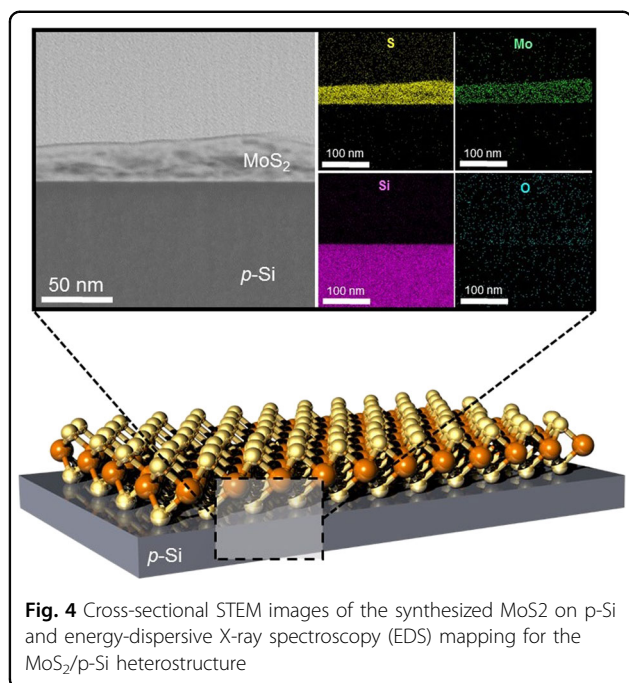 S
Mo
MoS₂
100 nm
100 nm
Si
O
p-Si
50 nm
100 nm
100 nm
p-Si
Fig. 4 Cross-sectional STEM images of the synthesized MoS2 on p-Si
and energy-dispersive X-ray spectroscopy (EDS) mapping for the
MoS₂/p-Si heterostructure